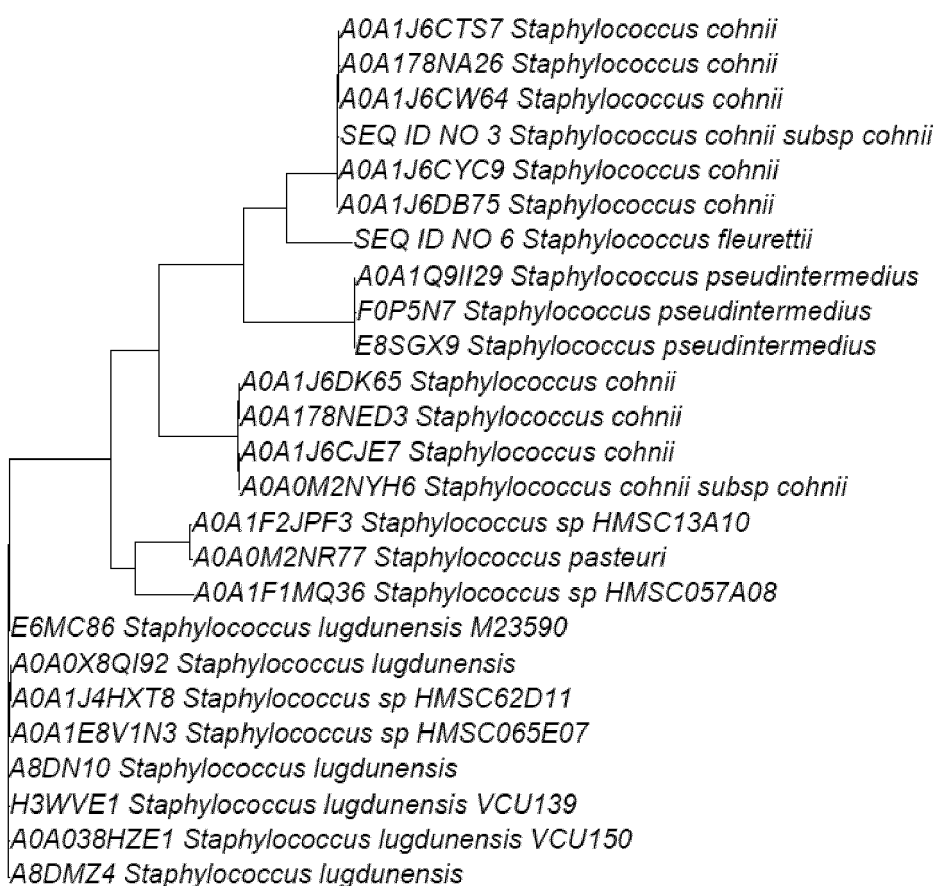 A0A1J6CTS7 Staphylococcus cohnii
A0A178NA26 Staphylococcus cohnii
A0A1J6CW64 Staphylococcus cohnii
SEQ ID NO 3 Staphylococcus cohnii subsp cohnii
A0A1J6CYC9 Staphylococcus cohnii
A0A1J6DB75 Staphylococcus cohnii
SEQ ID NO 6 Staphylococcus fleurettii
A0A1Q9II29 Staphylococcus pseudintermedius
F0P5N7 Staphylococcus pseudintermedius
E8SGX9 Staphylococcus pseudintermedius
A0A1J6DK65 Staphylococcus cohnii
A0A178NED3 Staphylococcus cohnii
A0A1J6CJE7 Staphylococcus cohnii
A0A0M2NYH6 Staphylococcus cohnii subsp cohnii
A0A1F2JPF3 Staphylococcus sp HMSC13A10
A0A0M2NR77 Staphylococcus pasteuri
A0A1F1MQ36 Staphylococcus sp HMSC057A08
E6MC86 Staphylococcus lugdunensis M23590
A0A0X8QI92 Staphylococcus lugdunensis
A0A1J4HXT8 Staphylococcus sp HMSC62D11
A0A1E8V1N3 Staphylococcus sp HMSC065E07
A8DN10 Staphylococcus lugdunensis
H3WVE1 Staphylococcus lugdunensis VCU139
A0A038HZE1 Staphylococcus lugdunensis VCU150
A8DMZ4 Staphylococcus lugdunensis